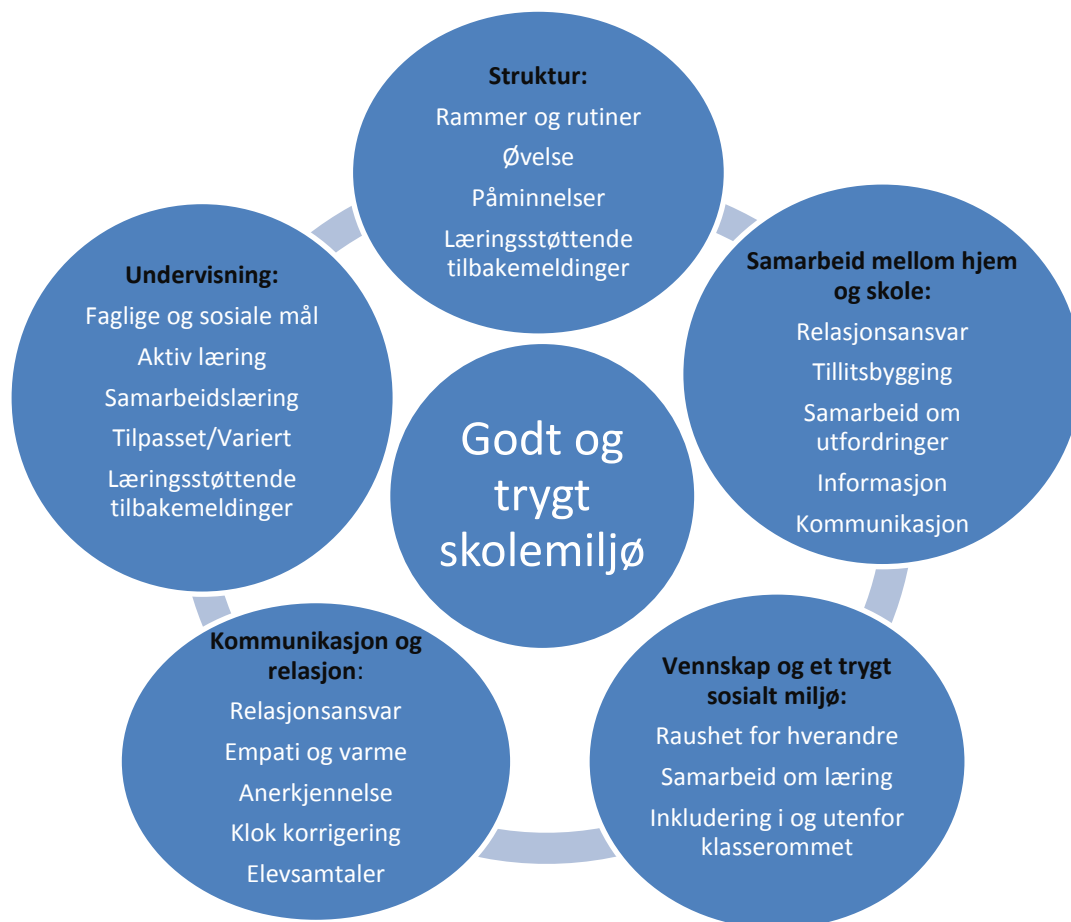 Struktur:
Rammer og rutiner
Øvelse
Påminnelser
Læringsstøttende
tilbakemeldinger
Samarbeid mellom hjem
og skole:
Relasjonsansvar
Tillitsbygging
Samarbeid om
utfordringer
Informasjon
Kommunikasjon
Vennskap og et trygt
sosialt miljø:
Raushet for hverandre
Samarbeid om læring
Inkludering i og utenfor
klasserommet
Kommunikasjon og
relasjon:
Relasjonsansvar
Empati og varme
Anerkjennelse
Klok korrigering
Elevsamtaler
Undervisning:
Faglige og sosiale mål
Aktiv læring
Samarbeidslæring
Tilpasset/Variert
Læringsstøttende
tilbakemeldinger
Godt og
trygt
skolemiljø